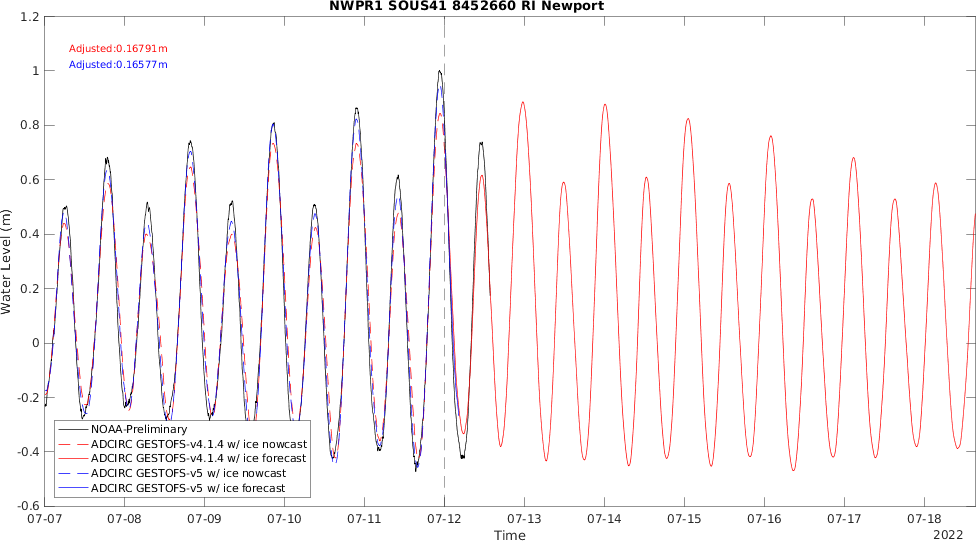 NWPR1 SOUS41 8452660 RI Newport
1.2
1
0.8
0.6
0.4
0.2
0
-0.2
-0.4
-0.6
Water Level (m)
Adjusted:0.16791m
Adjusted:0.16577m
NOAA-Preliminary
ADCIRC GESTOFS-v4.1.4 w/ ice nowcast
ADCIRC GESTOFS-v4.1.4 w/ ice forecast
ADCIRC GESTOFS-v5 w/ ice nowcast
ADCIRC GESTOFS-v5 w/ ice forecast
07-07 07-08 07-09 07-10 07-11 07-12 07-13 07-14 07-15 07-16 07-17 07-18
Time
2022